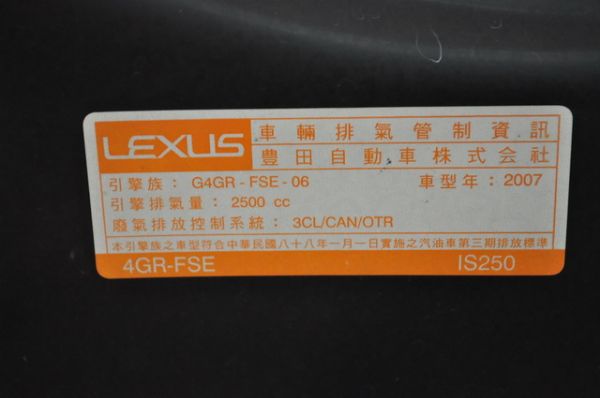 LEXUS
車輛排氣管制資訊
豊田自動車株式会社
引擎族：G4GR-FSE-06 車型年：2007
引擎排氣量：2500 cc
廢氣排放控制系統：3CL/CAN/OTR
本引擎族之車型符合中華民國八十八年一月一日實施之汽油車第三期排放標準
4GR-FSE IS250